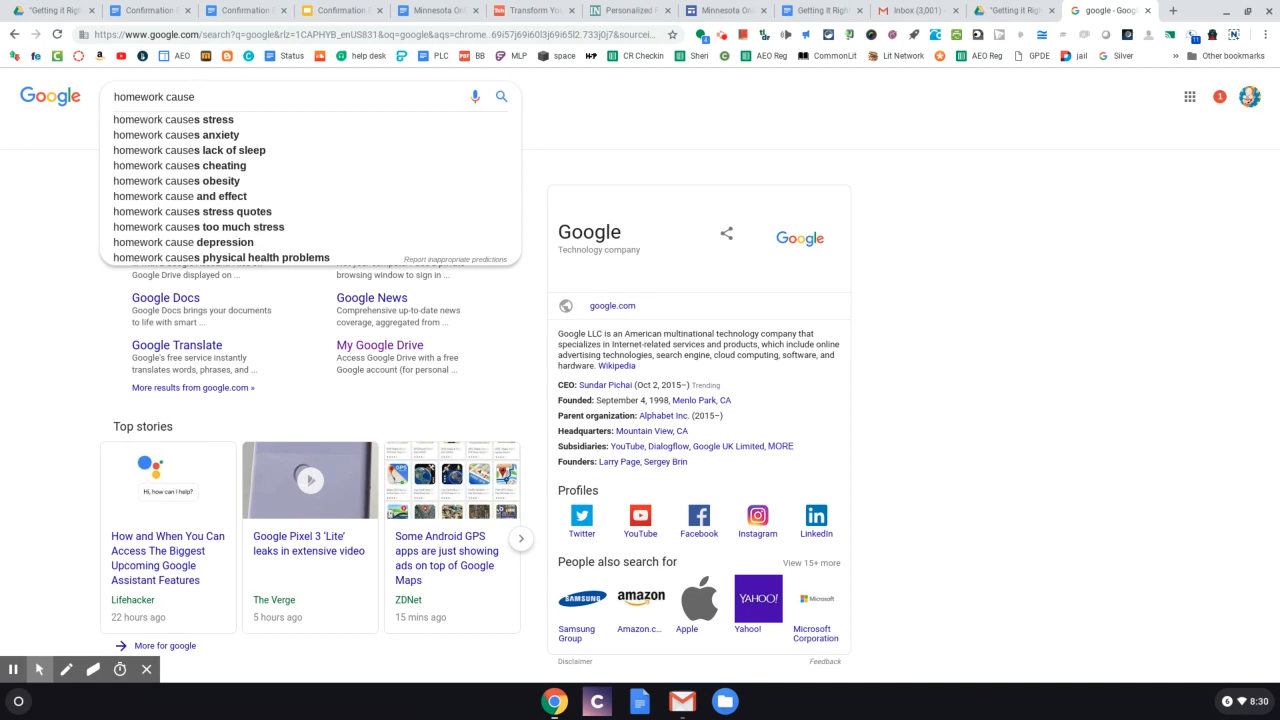 "Getting it Righ
Confirmation E
Confirmation E
Confirmation E
Minnesota Onl
Transform You
Personalized P
Minnesota Onl
Getting It Right
Inbox (3,001) -
"Getting it Righ
google - Googl
https://www.google.com/search?q=google&rlz=1CAPHYB_enUS831&oq=google&aqs=chrome..69i57j69i60l3j69i65l2.733j0j7&sourcei...
AEO
Status
help desk
PLC
BB
MLP
space
CR Checkin
Sheri
AEO Reg
CommonLit
Lit Network
AEO Reg
GPDE
jail
Silver
»
Other bookmarks
Google
homework cause
1
homework causes stress
homework causes anxiety
homework causes lack of sleep
homework causes cheating
homework causes obesity
homework cause and effect
homework causes stress quotes
homework causes too much stress
homework cause depression
homework causes physical health problems
Report inappropriate predictions
Google Drive displayed on ...
browsing window to sign in ...
Google Docs
Google Docs brings your documents
to life with smart ...
Google News
Comprehensive up-to-date news
coverage, aggregated from ...
Google Translate
Google's free service instantly
translates words, phrases, and ...
My Google Drive
Access Google Drive with a free
Google account (for personal ...
More results from google.com »
Top stories
Hi, how can I help?
How and When You Can
Access The Biggest
Upcoming Google
Assistant Features
Lifehacker
22 hours ago
Google Pixel 3 'Lite'
leaks in extensive video
The Verge
5 hours ago
GPS
Some Android GPS
apps are just showing
ads on top of Google
Maps
ZDNet
15 mins ago
More for google
Google
Technology company
Google
google.com
Google LLC is an American multinational technology company that
specializes in Internet-related services and products, which include online
advertising technologies, search engine, cloud computing, software, and
hardware. Wikipedia
CEO: Sundar Pichai (Oct 2, 2015–) Trending
Founded: September 4, 1998, Menlo Park, CA
Parent organization: Alphabet Inc. (2015–)
Headquarters: Mountain View, CA
Subsidiaries: YouTube, Dialogflow, Google UK Limited, MORE
Founders: Larry Page, Sergey Brin
Profiles
Twitter
YouTube
Facebook
Instagram
LinkedIn
People also search for
View 15+ more
SAMSUNG
amazon
YAHOO!
Microsoft
Samsung
Group
Amazon.c...
Apple
Yahoo!
Microsoft
Corporation
Disclaimer
Feedback
6
8:30